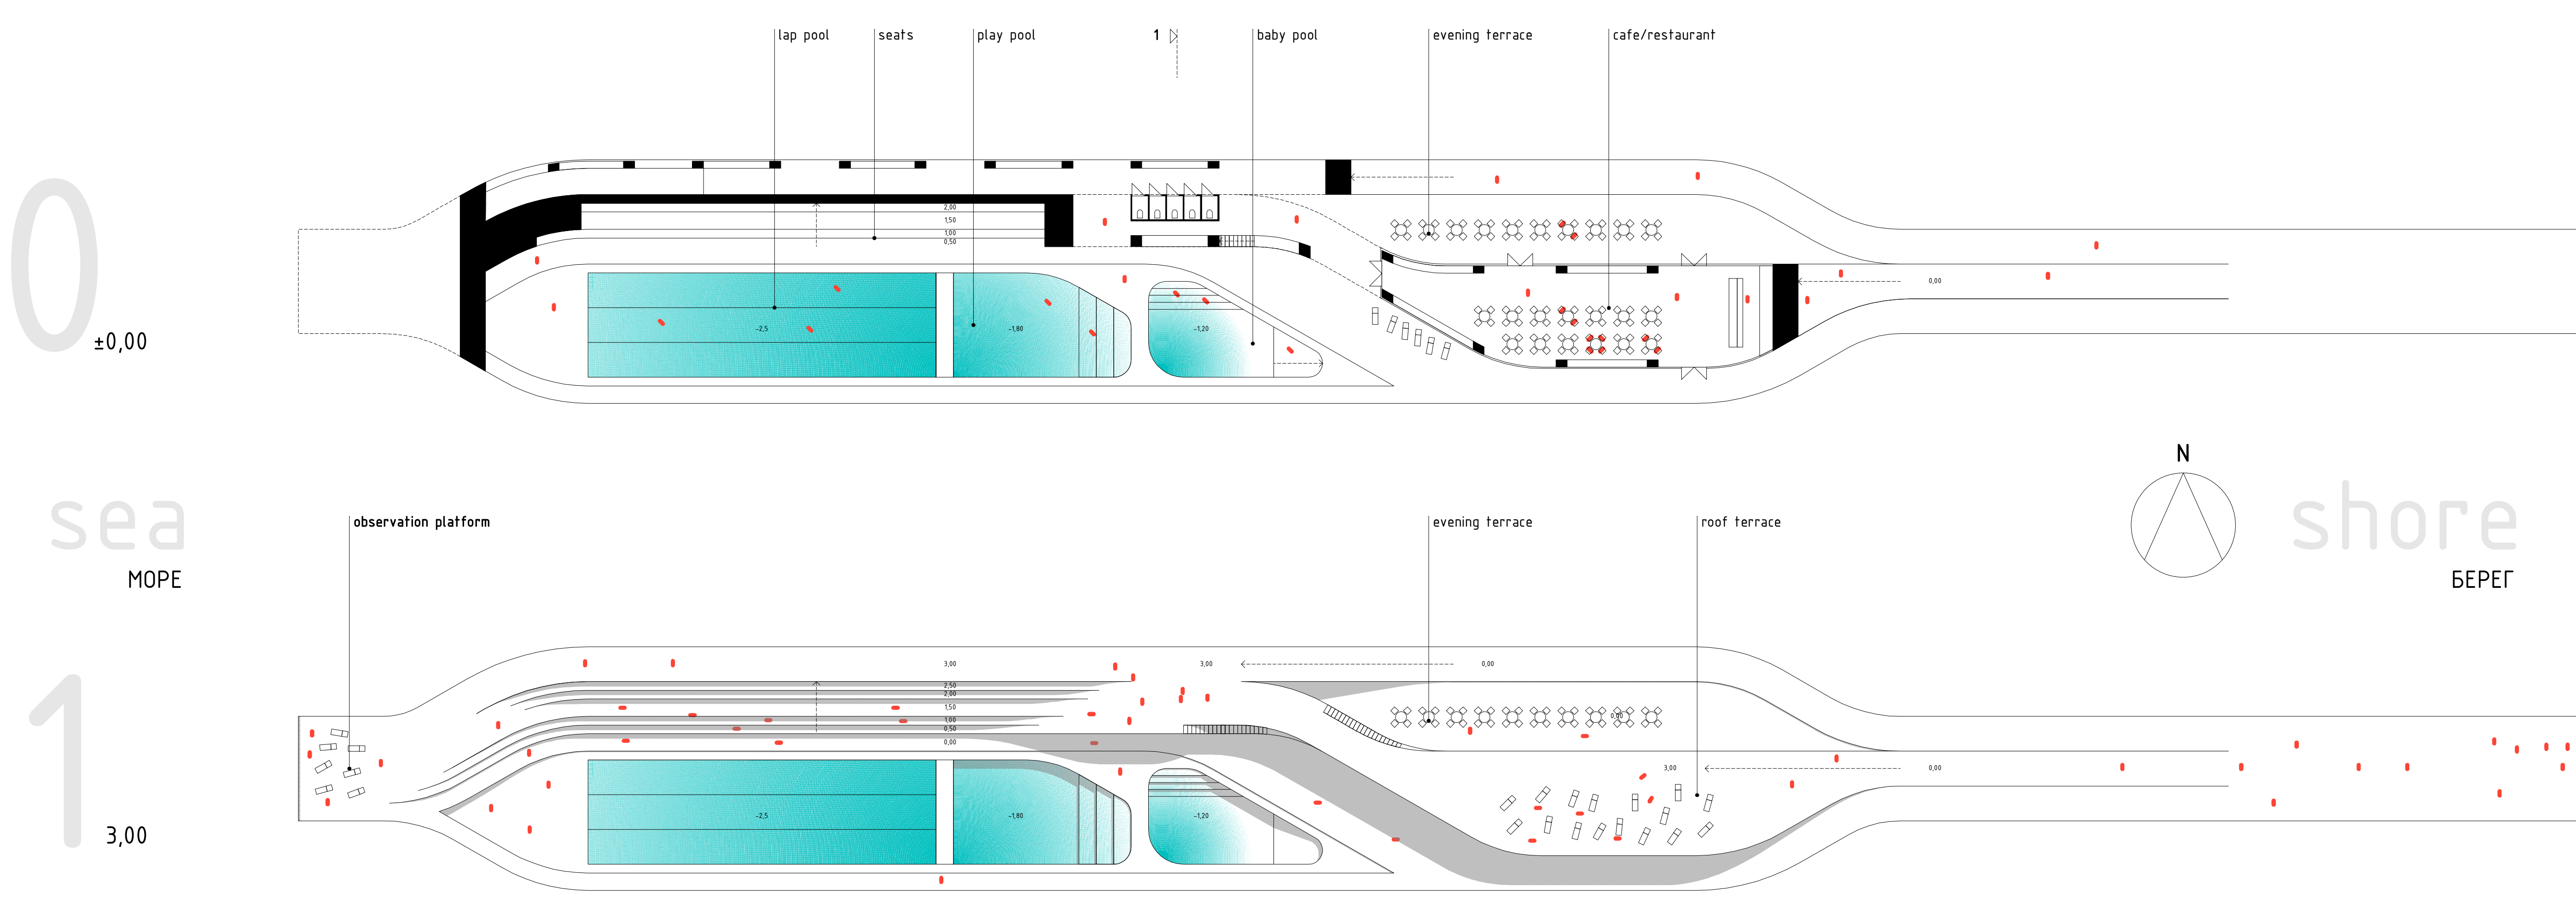 lap pool
seats
play pool
1
baby pool
evening terrace
cafe/restaurant
0
±0,00
2,00
1,50
1,00
0,50
-2,5
-1,80
-1,20
0,00
N
sea
МОРЕ
shore
БЕРЕГ
observation platform
evening terrace
roof terrace
1
3,00
3,00
3,00
0,00
2,50
2,00
1,50
1,00
0,50
0,00
0,00
3,00
0,00
-2,5
-1,80
-1,20